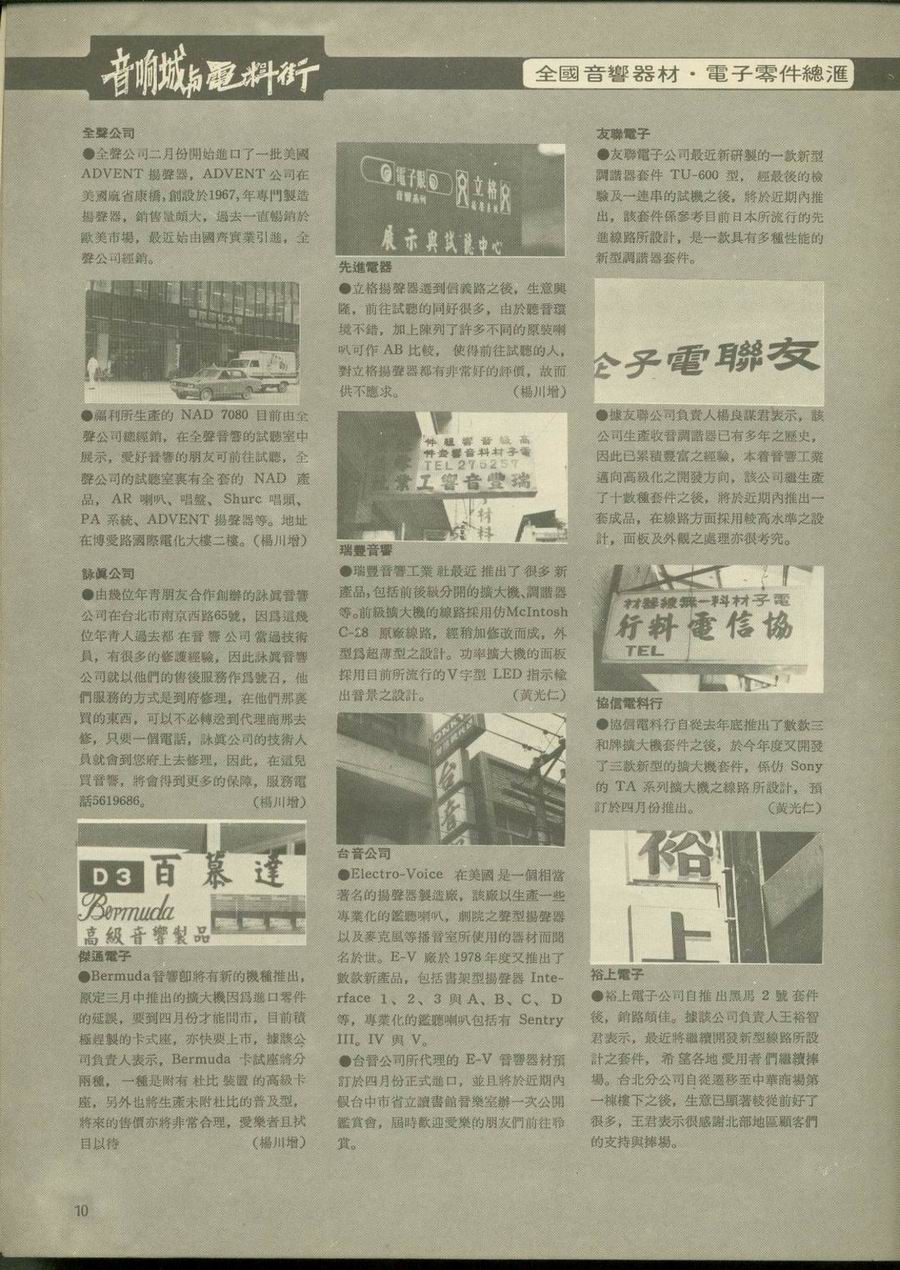 音响城與電料街
全國音響器材・電子零件總滙
全聲公司
●全聲公司二月份開始進口了一批美國
ADVENT 揚聲器，ADVENT 公司在
美國麻省康橋，創設於1967，年專門製造
揚聲器，銷售量頗大，過去一直暢銷於
歐美市場，最近始由國齊實業引進，全
聲公司經銷。
●福利所生產的 NAD 7080 目前由全
聲公司總經銷，在全聲音響的試聽室中
展示，愛好音響的朋友可前往試聽，全
聲公司的試聽室裏有全套的 NAD 產
品，AR 喇叭、唱盤、Shurc 唱頭、
PA 系統、ADVENT 揚聲器等。地址
在博愛路國際電化大樓二樓。（楊川增）
詠眞公司
●由幾位年青朋友合作創辦的詠眞音響
公司在台北市南京西路65號，因爲這幾
位年青人過去都在音響公司當過技術
員，有很多的修護經驗，因此詠眞音響
公司就以他們的售後服務作爲號召，他
們服務的方式是到府修理，在他們那裏
買的東西，可以不必轉送到代理商那去
修，只要一個電話，詠眞公司的技術人
員就會到您府上去修理，因此，在這兒
買音響，將會得到更多的保障，服務電
話5619686。（楊川增）
D3 百慕達
Bermuda
高級音響製品
傑通電子
●Bermuda音響卽將有新的機種推出，
原定三月中推出的擴大機因爲進口零件
的延誤，要到四月份才能問市，目前積
極趕製的卡式座，亦快要上市，據該公
司負責人表示，Bermuda 卡試座將分
兩種，一種是附有杜比裝置的高級卡
座，另外也將生產未附杜比的普及型，
將來的售價亦將非常合理，愛樂者且拭
目以待（楊川增）
電子眼
音響系列
立格
展示與試聽中心
先進電器
●立格揚聲器遷到信義路之後，生意興
隆，前往試聽的同好很多，由於聽音環
境不錯，加上陳列了許多不同的原裝喇
叭可作 AB 比較，使得前往試聽的人，
對立格揚聲器都有非常好的評價，故而
供不應求。（楊川增）
件組響音級高
件套響音料材子電
TEL275257
業工響音豐瑞
材料
瑞豐音響
●瑞豐音響工業社最近推出了很多新
產品，包括前後級分開的擴大機、調諧器
等。前級擴大機的線路採用仿McIntosh
C-28 原廠線路，經稍加修改而成，外
型爲超薄型之設計。功率擴大機的面板
採用目前所流行的V字型 LED 指示輸
出音景之設計。（黃光仁）
台音
台音公司
●Electro-Voice 在美國是一個相當
著名的揚聲器製造廠，該廠以生產一些
專業化的鑑聽喇叭，劇院之聲型揚聲器
以及麥克風等播音室所使用的器材而聞
名於世。E-V 廠於1978年度又推出了
數款新產品，包括書架型揚聲器 Inte-
rface 1、2、3 與 A、B、C、D
等，專業化的鑑聽喇叭包括有 Sentry
III。IV 與 V。
●台音公司所代理的 E-V 音響器材預
訂於四月份正式進口，並且將於近期內
假台中市省立讀書館音樂室辦一次公開
鑑賞會，屆時歡迎愛樂的朋友們前往聆
賞。
友聯電子
●友聯電子公司最近新研製的一款新型
調諧器套件 TU-600 型，經最後的檢
驗及一連串的試機之後，將於近期內推
出，該套件係參考目前日本所流行的先
進線路所設計，是一款具有多種性能的
新型調諧器套件。
企子電聯友
●據友聯公司負責人楊良謀君表示，該
公司生產收音調諧器已有多年之歷史，
因此已累積豐富之經驗，本着音響工業
邁向高級化之開發方向，該公司繼生產
了十數種套件之後，將於近期內推出一
套成品，在線路方面採用較高水準之設
計，面板及外觀之處理亦很考究。
材器線無一料材子電
行料電信協
TEL
協信電料行
●協信電料行自從去年底推出了數款三
和牌擴大機套件之後，於今年度又開發
了三款新型的擴大機套件，係仿 Sony
的 TA 系列擴大機之線路所設計，預
訂於四月份推出。（黃光仁）
裕上
裕上電子
●裕上電子公司自推出黑馬 2 號套件
後，銷路頗佳。據該公司負責人王裕智
君表示，最近將繼續開發新型線路所設
計之套件，希望各地愛用者們繼續捧
場。台北分公司自從遷移至中華商場第
一棟樓下之後，生意已顯著較從前好了
很多，王君表示很感謝北部地區顧客們
的支持與捧場。
10